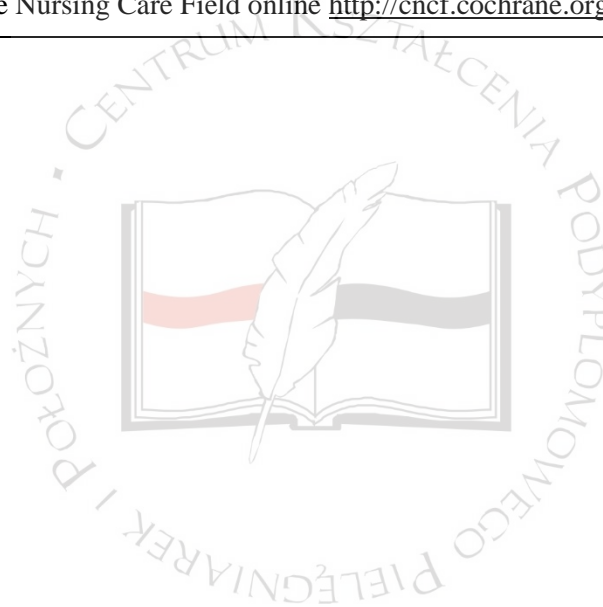 e Nursing Care Field online http://cncf.cochrane.org
CENTRUM KSZTAŁCENIA PODYPLOMOWEGO PIELĘGNIAREK I POŁOŻNYCH •